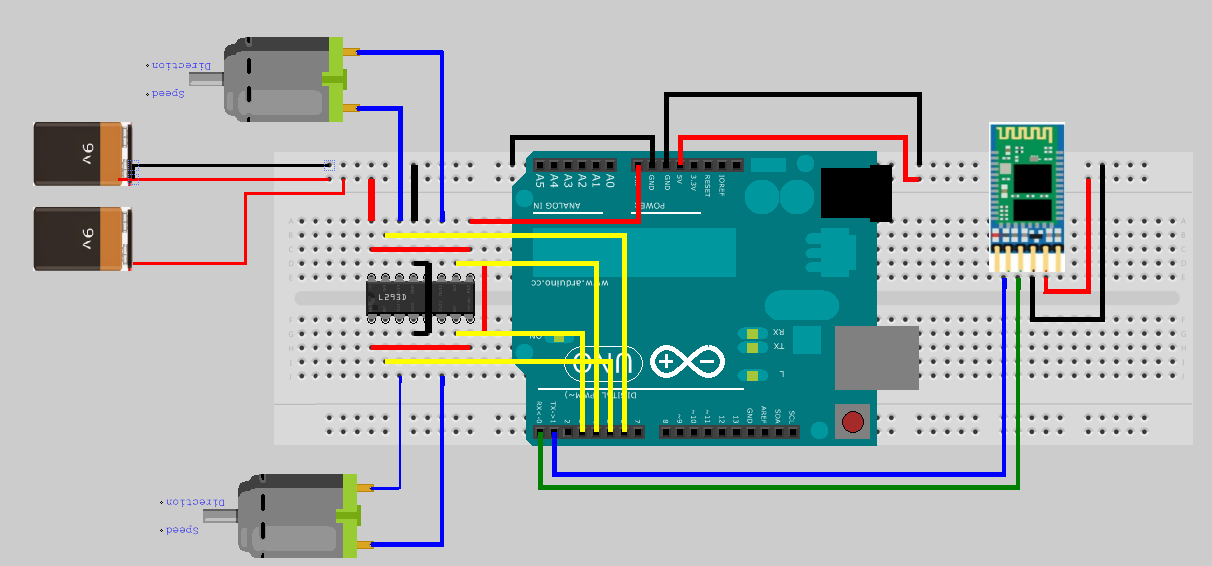 Direction
Speed
9v
9v
A5
A4
A3
A2
A1
A0
GND
GND
5V
3.3V
RESET
IOREF
ANALOG IN
POWER
www.arduino.cc
L293D
ON
UNO
RX
TX
L
DIGITAL (PWM~)
RX<-0
TX->1
2
7
8
~9
~10
~11
12
13
GND
AREF
SDA
SCL
Direction
Speed